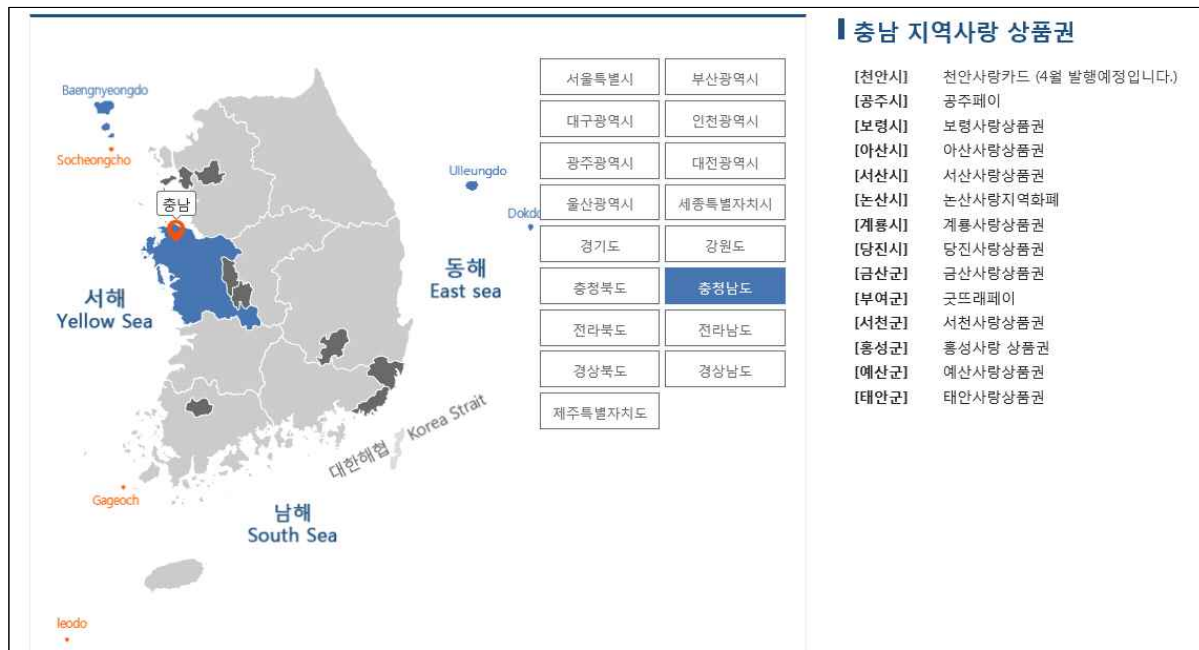 Baengnyeongdo
Socheongcho
충남
Ulleungdo
Dokdo
서해
Yellow Sea
동해
East sea
대한해협 Korea Strait
Gageoch
남해
South Sea
Ieodo
서울특별시 부산광역시
대구광역시 인천광역시
광주광역시 대전광역시
울산광역시 세종특별자치시
경기도 강원도
충청북도 충청남도
전라북도 전라남도
경상북도 경상남도
제주특별자치도
충남 지역사랑 상품권
[천안시] 천안사랑카드 (4월 발행예정입니다.)
[공주시] 공주페이
[보령시] 보령사랑상품권
[아산시] 아산사랑상품권
[서산시] 서산사랑상품권
[논산시] 논산사랑지역화폐
[계룡시] 계룡사랑상품권
[당진시] 당진사랑상품권
[금산군] 금산사랑상품권
[부여군] 굿뜨래페이
[서천군] 서천사랑상품권
[홍성군] 홍성사랑 상품권
[예산군] 예산사랑상품권
[태안군] 태안사랑상품권